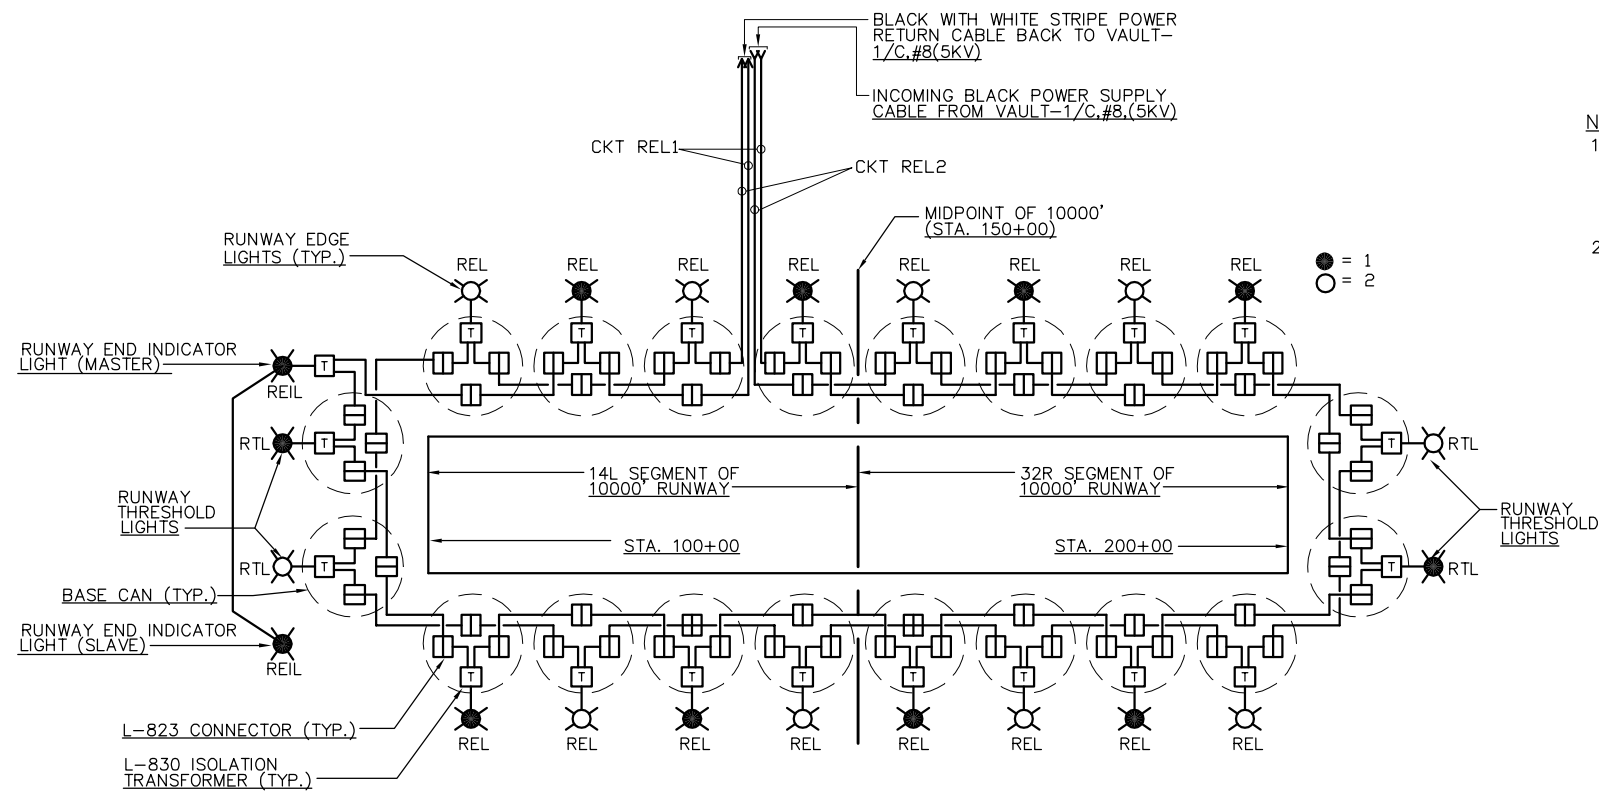 BLACK WITH WHITE STRIPE POWER
RETURN CABLE BACK TO VAULT-
1/C,#8(5KV)
INCOMING BLACK POWER SUPPLY
CABLE FROM VAULT-1/C,#8,(5KV)
N
1
2
CKT REL1
CKT REL2
MIDPOINT OF 10000'
(STA. 150+00)
RUNWAY EDGE
LIGHTS (TYP.)
= 1
= 2
REL REL REL REL REL REL REL REL
T T T T T T T T
RUNWAY END INDICATOR
LIGHT (MASTER)
T
REIL
RTL T
T RTL
14L SEGMENT OF
10000' RUNWAY
32R SEGMENT OF
10000' RUNWAY
RUNWAY
THRESHOLD
LIGHTS
RUNWAY
THRESHOLD
LIGHTS
STA. 100+00
STA. 200+00
RTL T
T RTL
BASE CAN (TYP.)
RUNWAY END INDICATOR
LIGHT (SLAVE)
REIL
T T T T T T T T
L-823 CONNECTOR (TYP.)
REL REL REL REL REL REL REL REL
L-830 ISOLATION
TRANSFORMER (TYP.)